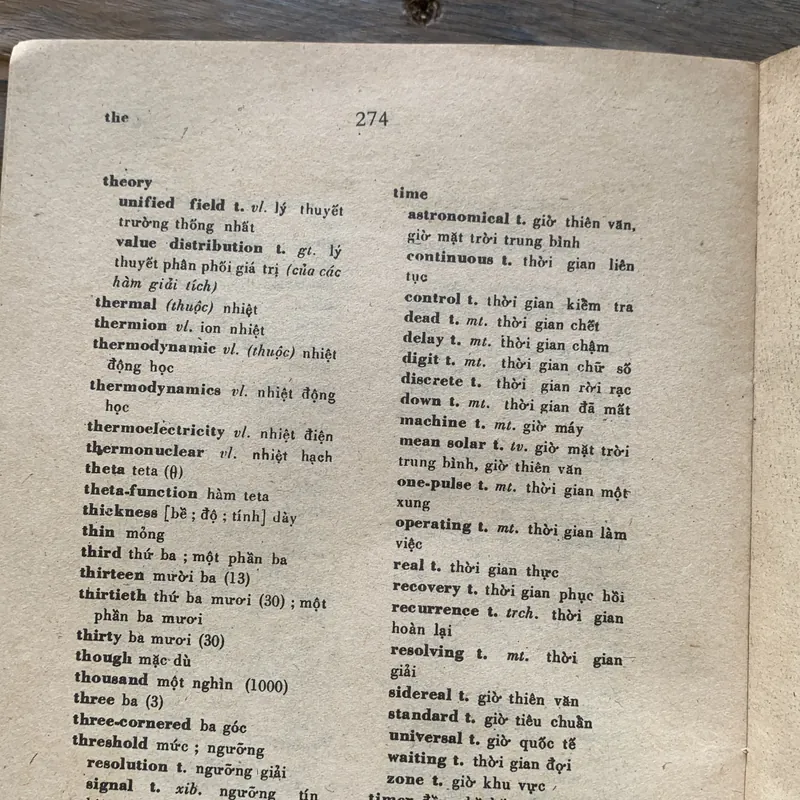 the
274
theory
unified field t. vl. lý thuyết
trường thống nhất
value distribution t. gt. lý
thuyết phân phối giá trị (của các
hàm giải tích)
thermal (thuộc) nhiệt
thermion vl. ion nhiệt
thermodynamic vl. (thuộc) nhiệt
động học
thermodynamics vl. nhiệt động
học
thermoelectricity vl. nhiệt điện
thermonuclear vl. nhiệt hạch
theta teta (θ)
theta-function hàm teta
thickness [bề ; độ ; tính] dày
thin mỏng
third thứ ba ; một phần ba
thirteen mười ba (13)
thirtieth thứ ba mươi (30) ; một
phần ba mươi
thirty ba mươi (30)
though mặc dù
thousand một nghìn (1000)
three ba (3)
three-cornered ba góc
threshold mức ; ngưỡng
resolution t. ngưỡng giải
signal t. xib. ngưỡng tín
time
astronomical t. giờ thiên văn,
giờ mặt trời trung bình
continuous t. thời gian liên
tục
control t. thời gian kiểm tra
dead t. mt. thời gian chết
delay t. mt. thời gian chậm
digit t. mt. thời gian chữ số
discrete t. thời gian rời rạc
down t. mt. thời gian đã mất
machine t. mt. giờ máy
mean solar t. tv. giờ mặt trời
trung bình, giờ thiên văn
one-pulse t. mt. thời gian một
xung
operating t. mt. thời gian làm
việc
real t. thời gian thực
recovery t. thời gian phục hồi
recurrence t. trch. thời gian
hoàn lại
resolving t. mt. thời gian
giải
sidereal t. giờ thiên văn
standard t. giờ tiêu chuẩn
universal t. giờ quốc tế
waiting t. thời gian đợi
zone t. giờ khu vực
timer